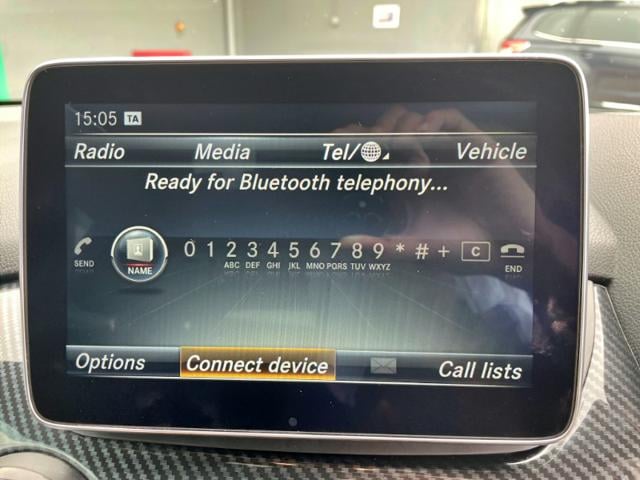 15:05 TA
Radio Media Tel/ Vehicle
Ready for Bluetooth telephony...
SEND NAME 0 1 2 3 4 5 6 7 8 9 * # + C END
ABC DEF GHI JKL MNO PQRS TUV WXYZ
Options Connect device Call lists